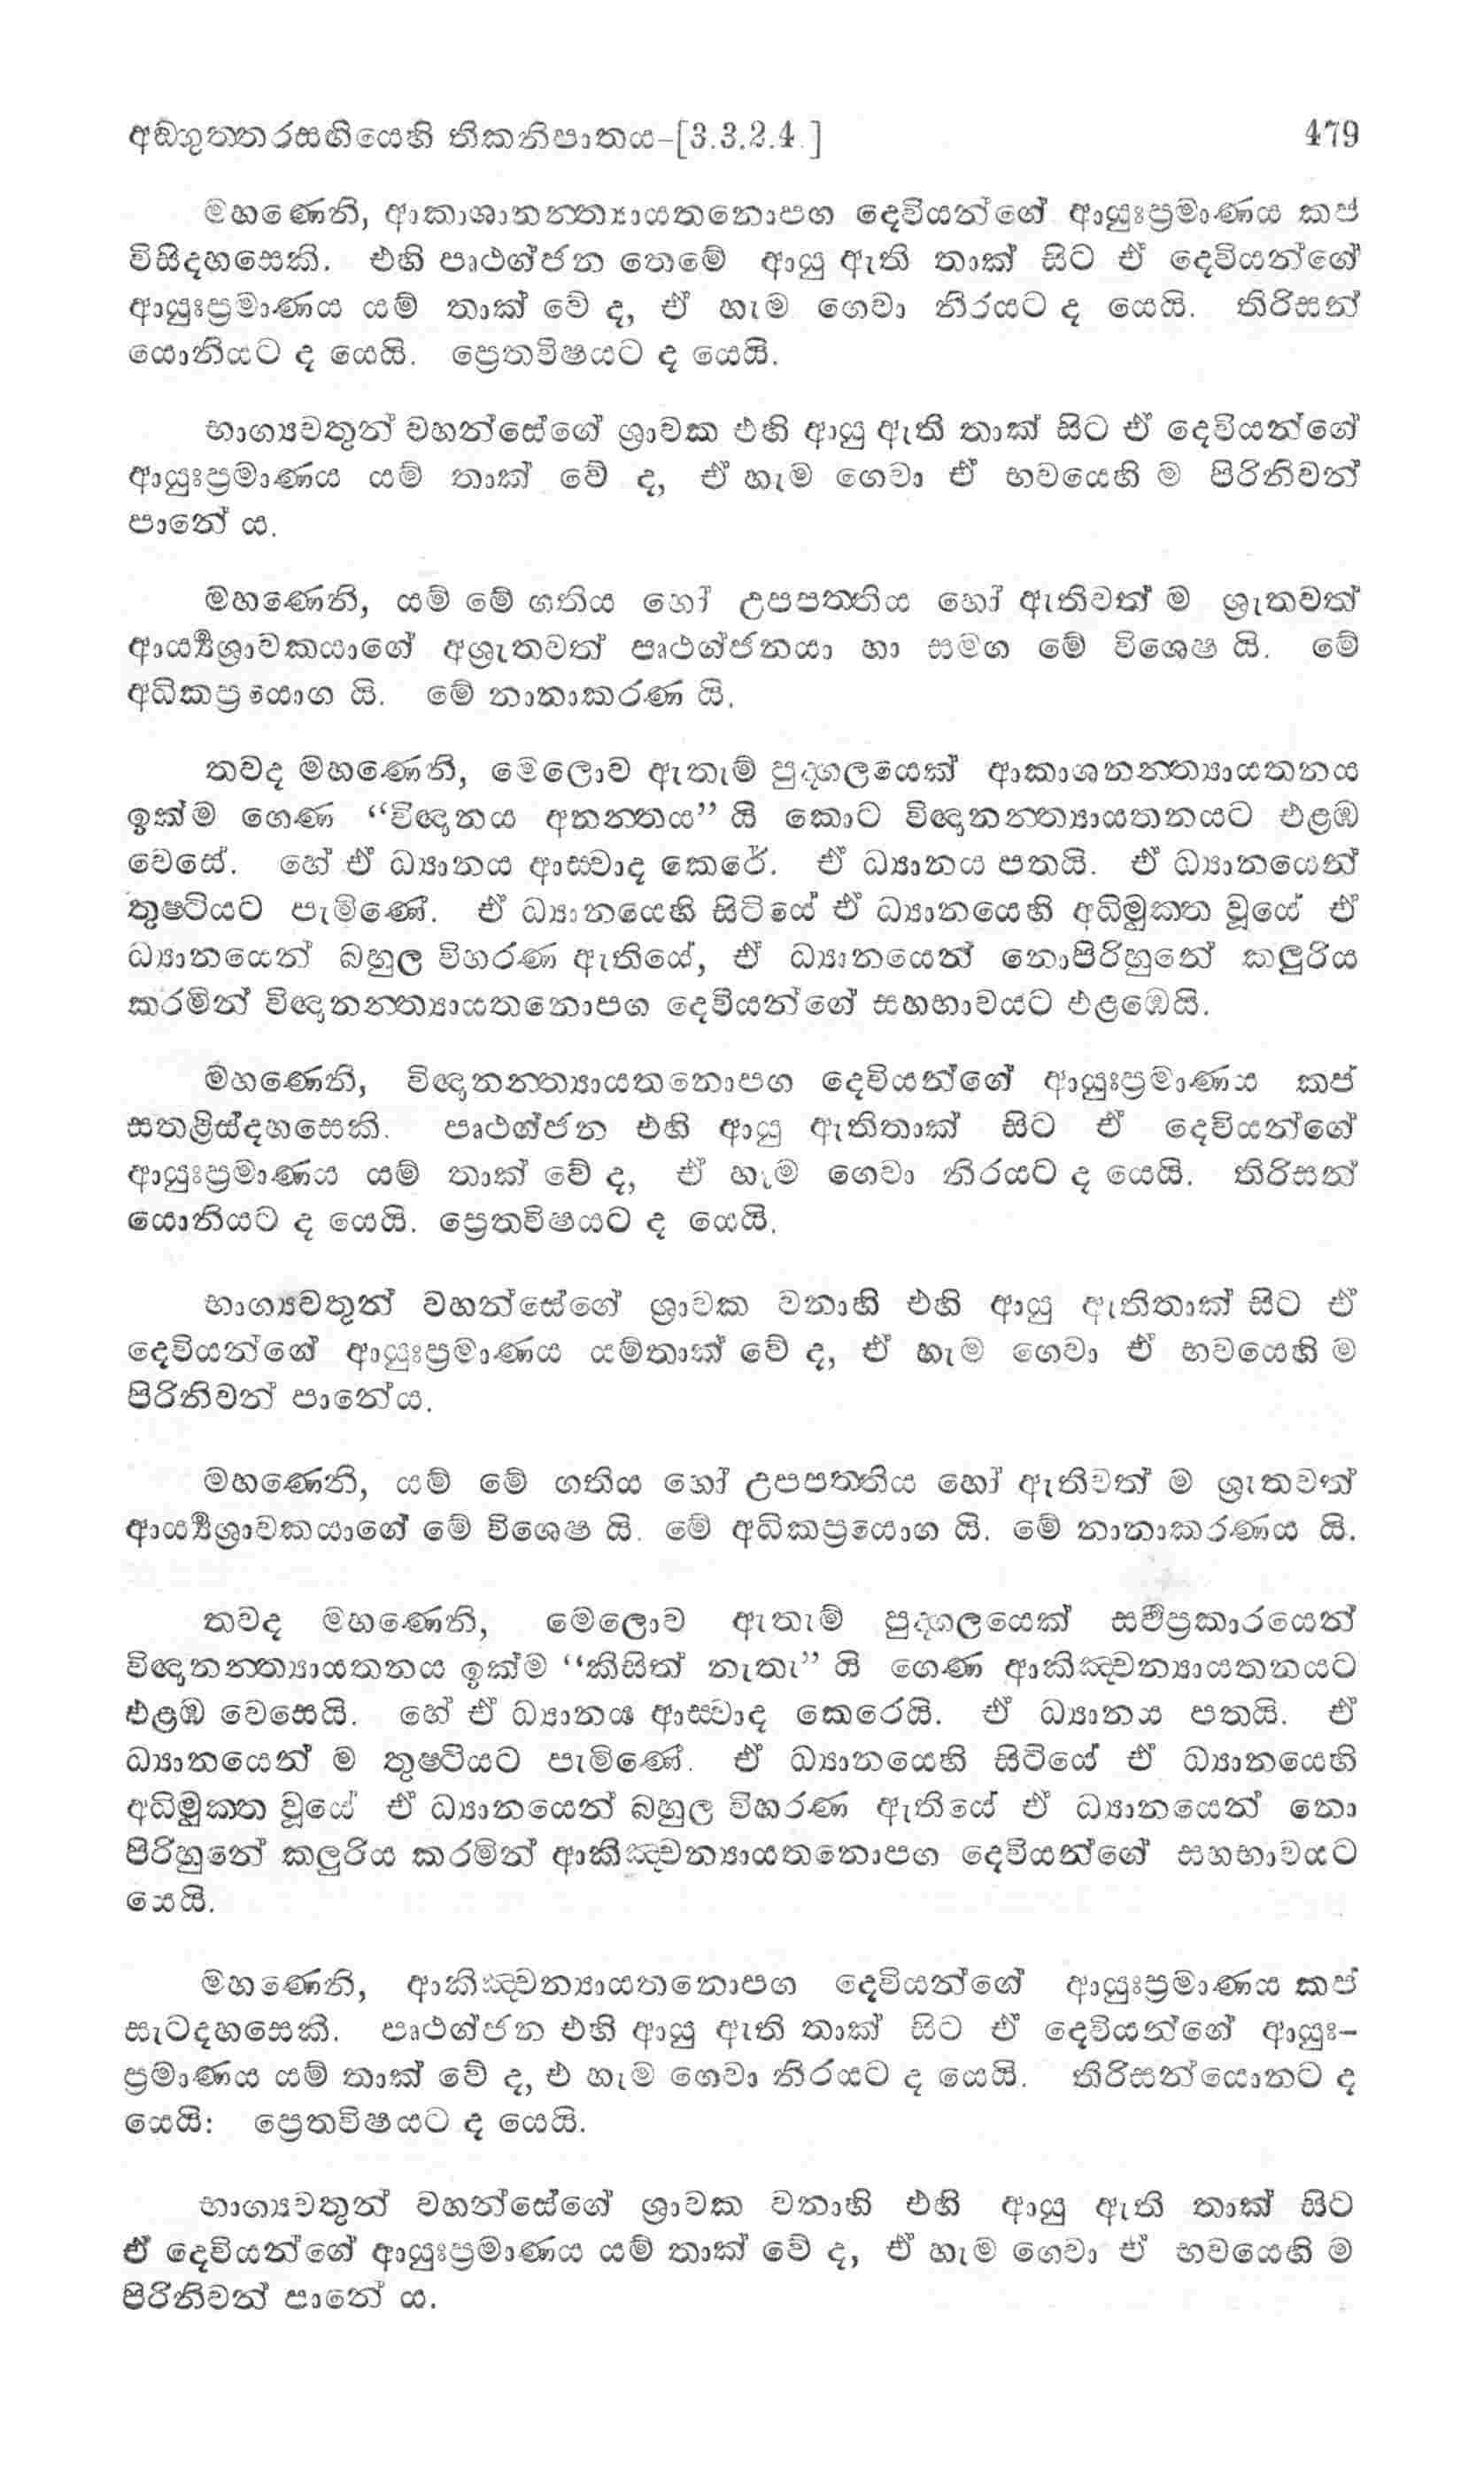 අඞ්ගුත්තරසඟියෙහි තිකනිපාතය-[3.3.2.4.] 479
මහණෙනි, ආකාශානන්ත්‍යායතනොපග දෙවියන්ගේ ආයුඃප්‍රමාණය කප්
විසිදහසෙකි. එහි පෘථග්ජන තෙමේ ආයු ඇති තාක් සිට ඒ දෙවියන්ගේ
ආයුඃප්‍රමාණය යම් තාක් වේ ද, ඒ හැම ගෙවා නිරයට ද යෙයි. තිරිසන්
යොනියට ද යෙයි. ප්‍රෙතවිෂයට ද යෙයි.
භාග්‍යවතුන් වහන්සේගේ ශ්‍රාවක එහි ආයු ඇති තාක් සිට ඒ දෙවියන්ගේ
ආයුඃප්‍රමාණය යම් තාක් වේ ද, ඒ හැම ගෙවා ඒ භවයෙහි ම පිරිනිවන්
පානේ ය.
මහණෙනි, යම් මේ ගතිය හෝ උපපත්තිය හෝ ඇතිවත් ම ශ්‍රැතවත්
ආර්‍ය්‍යශ්‍රාවකයාගේ අශ්‍රැතවත් පෘථග්ජනයා හා සමග මේ විශෙෂ යි. මේ
අධිකප්‍රයොග යි. මේ නානාකරණ යි.
තවද මහණෙනි, මෙලොව ඇතැම් පුද්ගලයෙක් ආකාශනන්ත්‍යායතනය
ඉක්ම ගෙණ “විඥානය අනන්තය” යි කොට විඥානන්ත්‍යායතනයට එළඹ
වෙසේ. හේ ඒ ධ්‍යානය ආස්වාද කෙරේ. ඒ ධ්‍යානය පතයි. ඒ ධ්‍යානයෙන්
තුෂ්ටියට පැමිණේ. ඒ ධ්‍යානයෙහි සිටියේ ඒ ධ්‍යානයෙහි අධිමුක්ත වූයේ ඒ
ධ්‍යානයෙන් බහුල විහරණ ඇතියේ, ඒ ධ්‍යානයෙන් නොපිරිහුනේ කලුරිය
කරමින් විඥානන්ත්‍යායතනොපග දෙවියන්ගේ සහභාවයට එළඹෙයි.
මහණෙනි, විඥානන්ත්‍යායතනොපග දෙවියන්ගේ ආයුඃප්‍රමාණය කප්
සතළිස්දහසෙකි. පෘථග්ජන එහි ආයු ඇතිතාක් සිට ඒ දෙවියන්ගේ
ආයුඃප්‍රමාණය යම් තාක් වේ ද, ඒ හැම ගෙවා නිරයට ද යෙයි. තිරිසන්
යොනියට ද යෙයි. ප්‍රෙතවිෂයට ද යෙයි.
භාග්‍යවතුන් වහන්සේගේ ශ්‍රාවක වනාහි එහි ආයු ඇතිතාක් සිට ඒ
දෙවියන්ගේ ආයුඃප්‍රමාණය යම්තාක් වේ ද, ඒ හැම ගෙවා ඒ භවයෙහි ම
පිරිනිවන් පානේය.
මහණෙනි, යම් මේ ගතිය හෝ උපපත්තිය හෝ ඇතිවත් ම ශ්‍රැතවත්
ආර්‍ය්‍යශ්‍රාවකයාගේ මේ විශෙෂ යි. මේ අධිකප්‍රයොග යි. මේ නානාකරණය යි.
තවද මහණෙනි, මෙලොව ඇතැම් පුද්ගලයෙක් සර්‍වප්‍රකාරයෙන්
විඥානන්ත්‍යායතනය ඉක්ම “කිසිත් නැතැ” යි ගෙණ ආකිඤ්චන්‍යායතනයට
එළඹ වෙසෙයි. හේ ඒ ධ්‍යානය ආස්වාද කෙරෙයි. ඒ ධ්‍යානය පතයි. ඒ
ධ්‍යානයෙන් ම තුෂ්ටියට පැමිණේ. ඒ ධ්‍යානයෙහි සිටියේ ඒ ධ්‍යානයෙහි
අධිමුක්ත වූයේ ඒ ධ්‍යානයෙන් බහුල විහරණ ඇතියේ ඒ ධ්‍යානයෙන් නො
පිරිහුනේ කලුරිය කරමින් ආකිඤ්චන්‍යායතනොපග දෙවියන්ගේ සහභාවයට
යෙයි.
මහණෙනි, ආකිඤ්චන්‍යායතනොපග දෙවියන්ගේ ආයුඃප්‍රමාණය කප්
සැටදහසෙකි. පෘථග්ජන එහි ආයු ඇති තාක් සිට ඒ දෙවියන්ගේ ආයුඃ-
ප්‍රමාණය යම් තාක් වේ ද, එ හැම ගෙවා නිරයට ද යෙයි. තිරිසන්යොනට ද
යෙයි: ප්‍රෙතවිෂයට ද යෙයි.
භාග්‍යවතුන් වහන්සේගේ ශ්‍රාවක වනාහි එහි ආයු ඇති තාක් සිට
ඒ දෙවියන්ගේ ආයුඃප්‍රමාණය යම් තාක් වේ ද, ඒ හැම ගෙවා ඒ භවයෙහි ම
පිරිනිවන් පානේ ය.